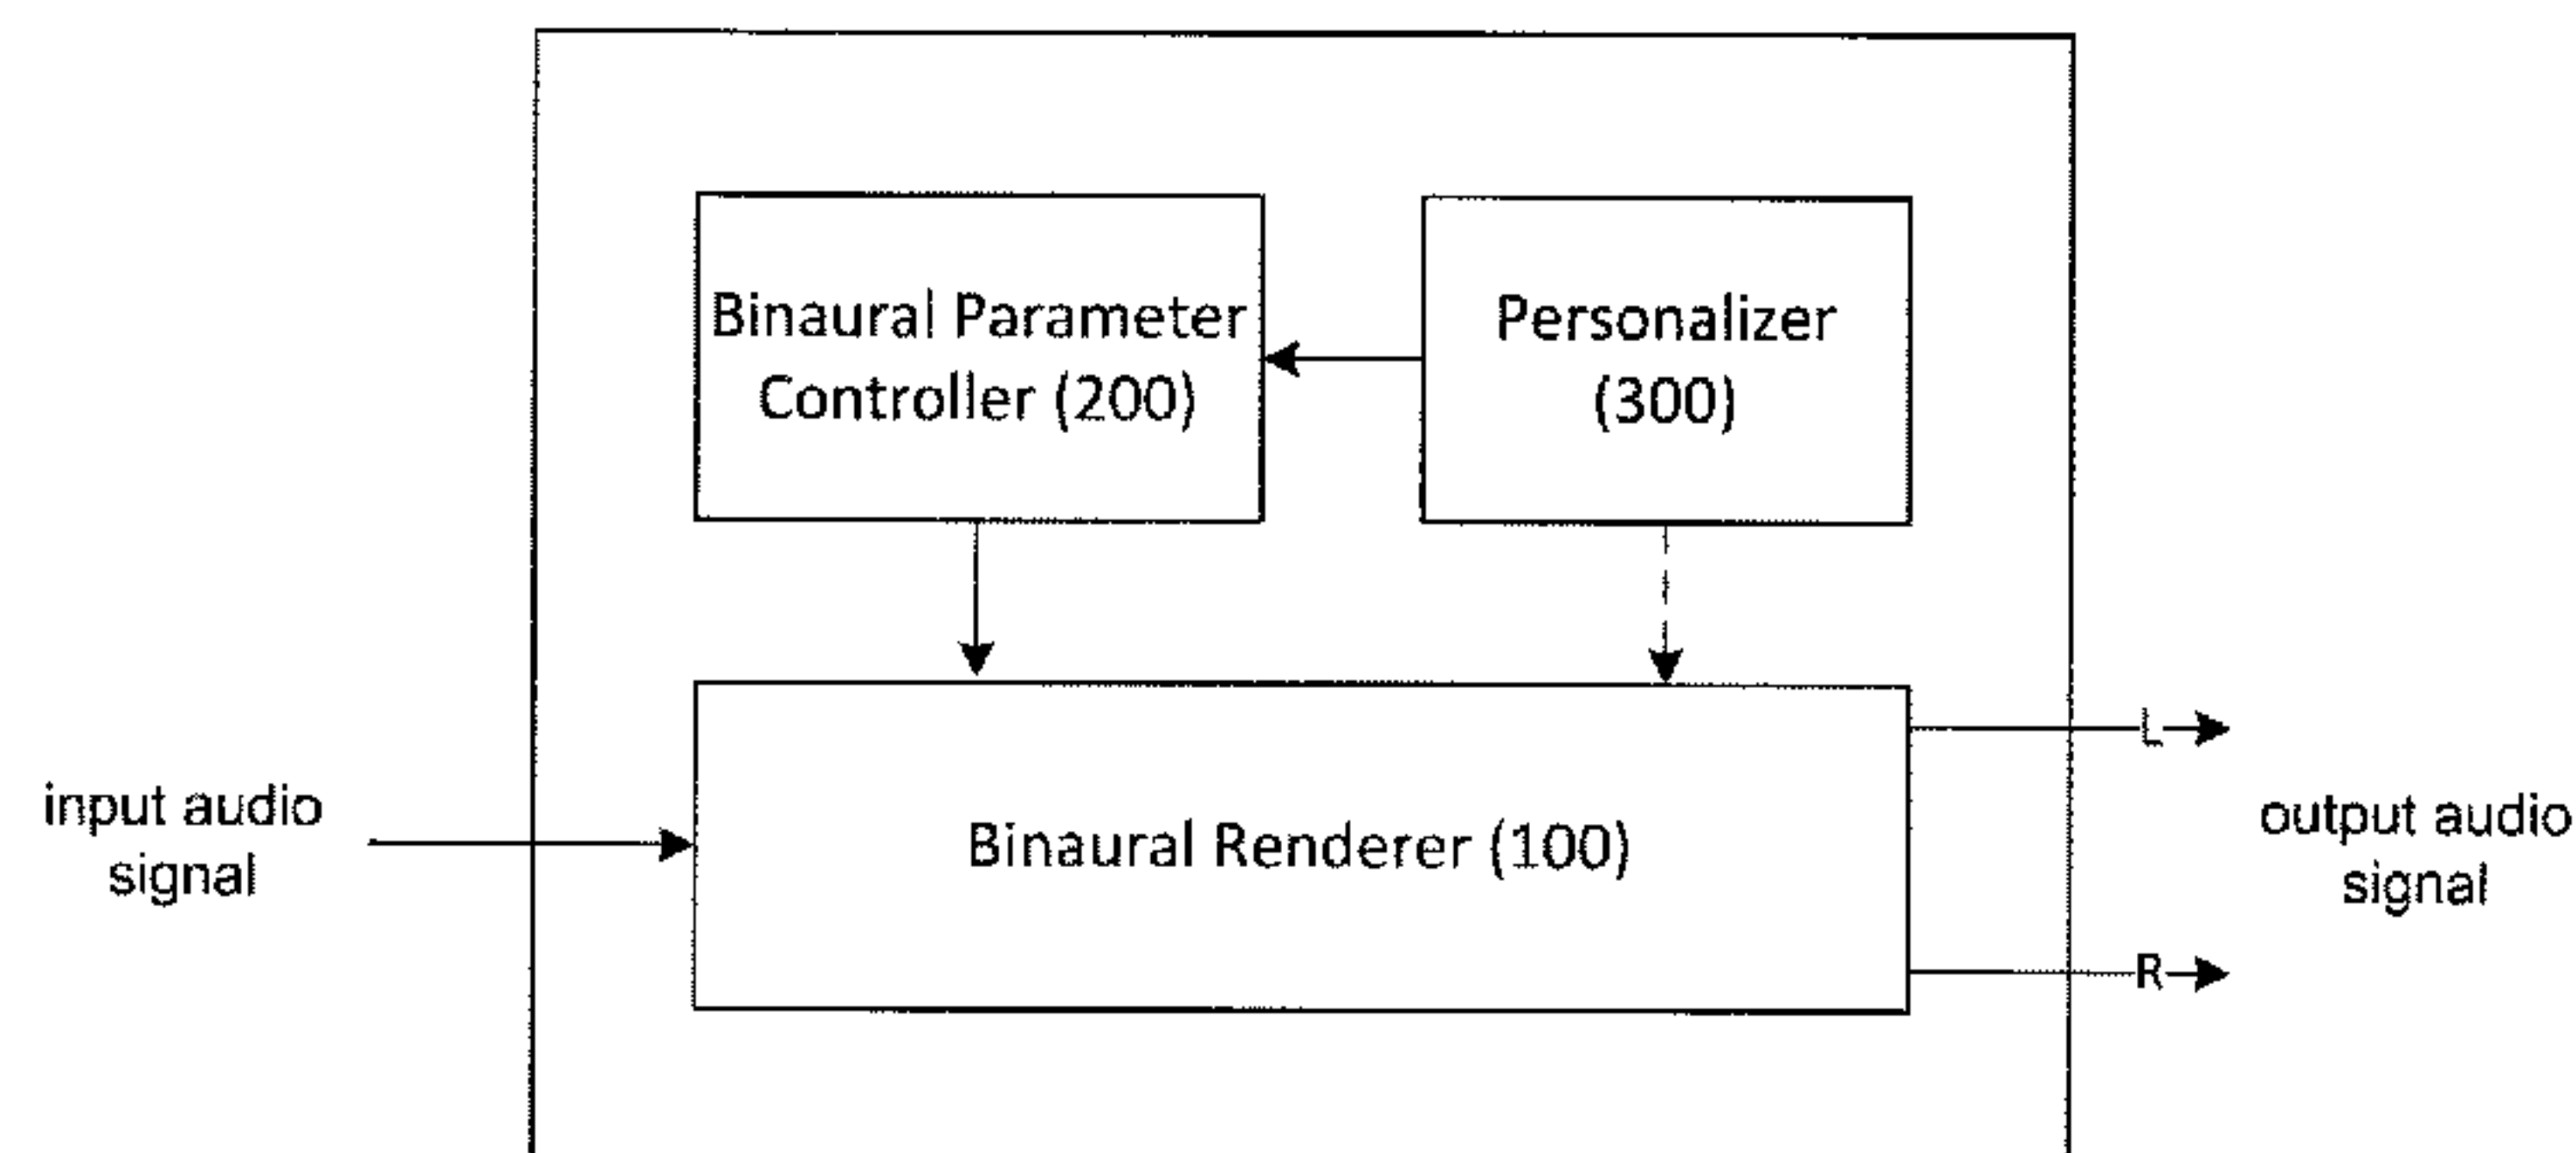 Binaural Parameter
Controller (200)
Personalizer
(300)
input audio
signal
Binaural Renderer (100)
L
R
output audio
signal